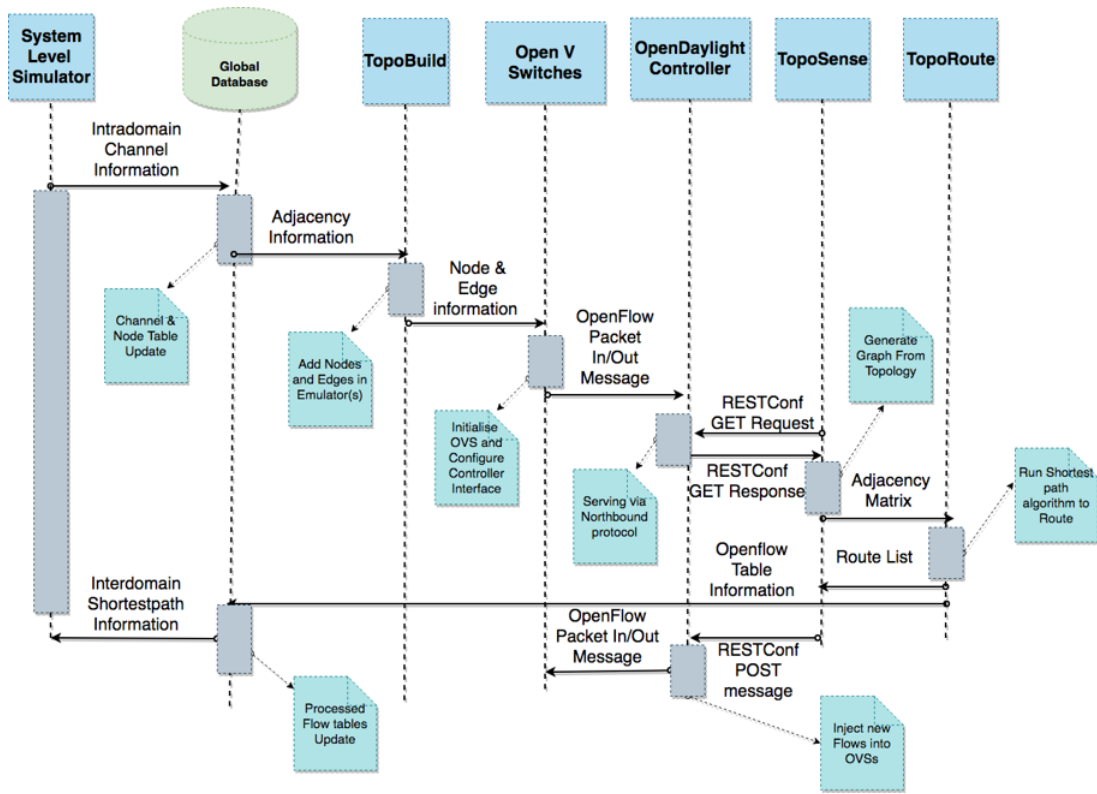 System
Level
Simulator
Global
Database
TopoBuild
Open V
Switches
OpenDaylight
Controller
TopoSense
TopoRoute
Intradomain
Channel
Information
Adjacency
Information
Node &
Edge
information
OpenFlow
Packet
In/Out
Message
Channel &
Node Table
Update
Add Nodes
and Edges in
Emulator(s)
Initialise
OVS and
Configure
Controller
Interface
Generate
Graph From
Topology
RESTConf
GET Request
RESTConf
GET Response
Serving via
Northbound
protocol
Adjacency
Matrix
Run Shortest
path
algorithm to
Route
Openflow
Table
Information
Route List
Interdomain
Shortestpath
Information
OpenFlow
Packet In/Out
Message
RESTConf
POST
message
Processed
Flow tables
Update
Inject new
Flows into
OVSs